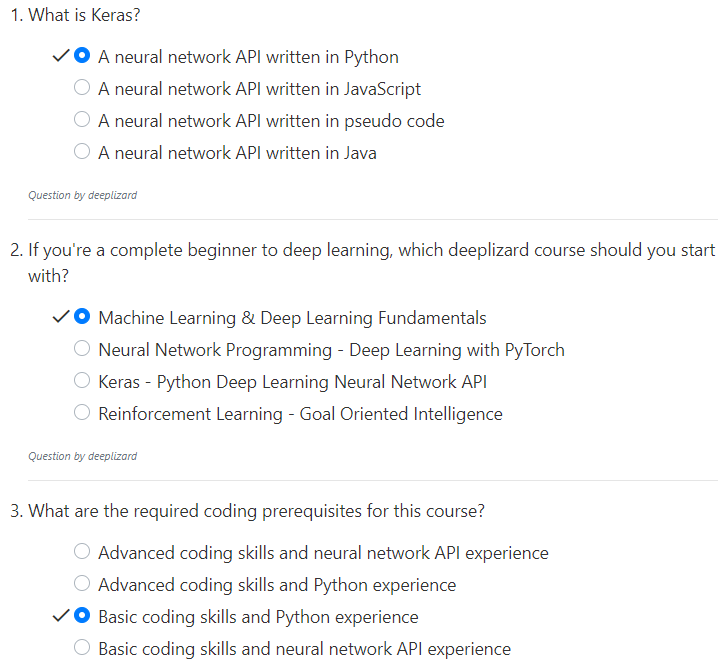 1. What is Keras?
A neural network API written in Python
A neural network API written in JavaScript
A neural network API written in pseudo code
A neural network API written in Java
Question by deeplizard
2. If you're a complete beginner to deep learning, which deeplizard course should you start
with?
Machine Learning & Deep Learning Fundamentals
Neural Network Programming - Deep Learning with PyTorch
Keras - Python Deep Learning Neural Network API
Reinforcement Learning - Goal Oriented Intelligence
Question by deeplizard
3. What are the required coding prerequisites for this course?
Advanced coding skills and neural network API experience
Advanced coding skills and Python experience
Basic coding skills and Python experience
Basic coding skills and neural network API experience